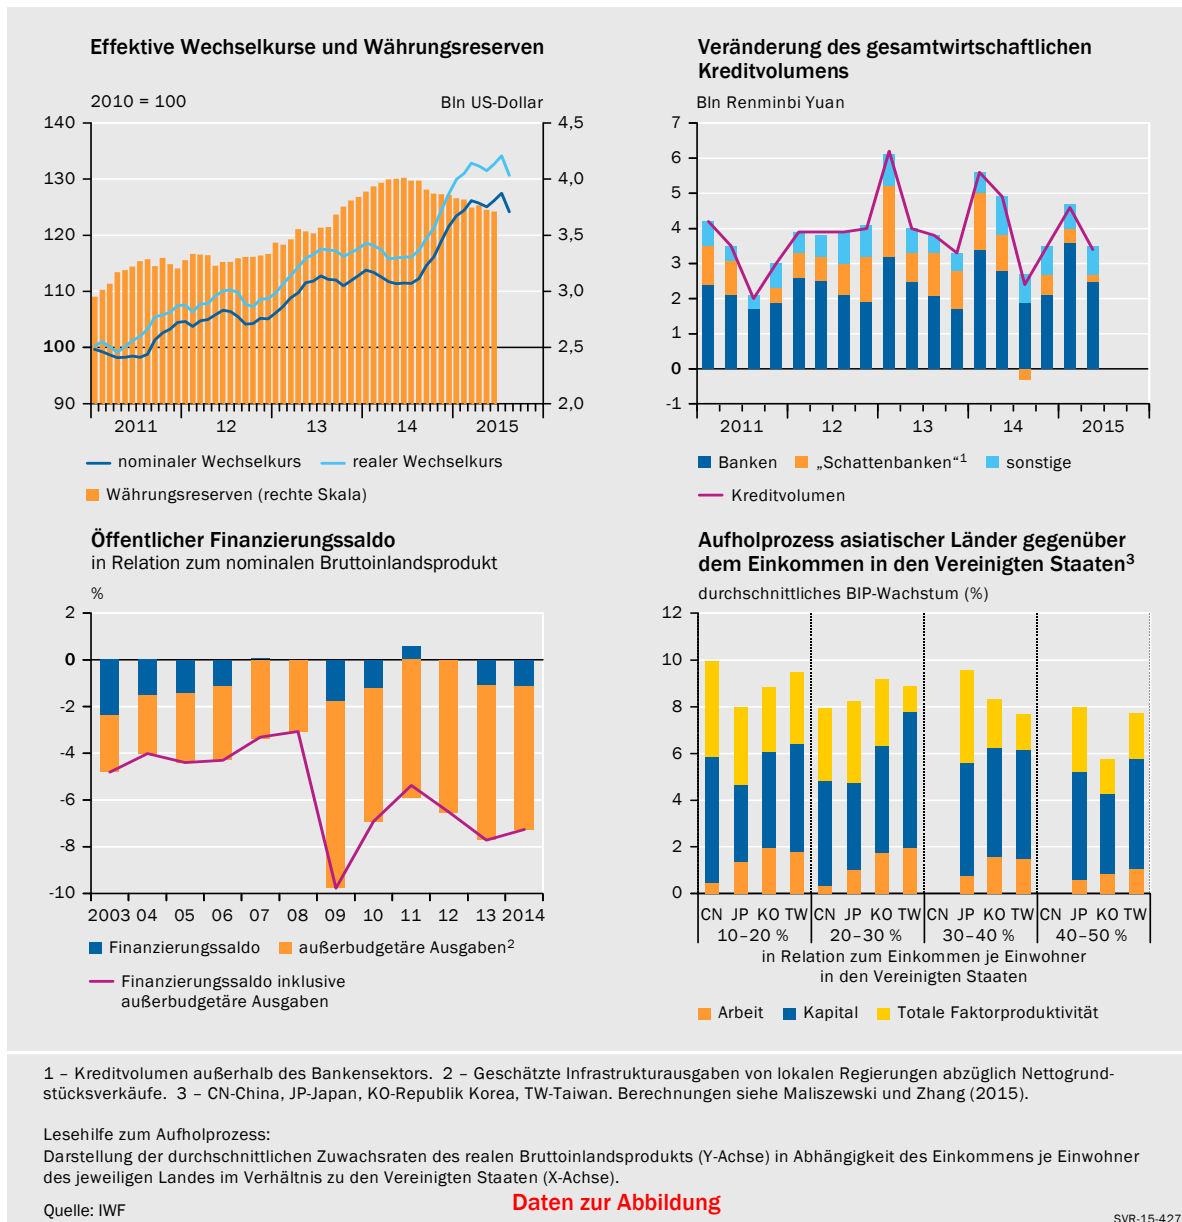 Effektive Wechselkurse und Währungsreserven
2010 = 100
Bln US-Dollar
140
130
120
110
100
90
4,5
4,0
3,5
3,0
2,5
2,0
2011 12 13 14 2015
nominaler Wechselkurs realer Wechselkurs
Währungsreserven (rechte Skala)
Veränderung des gesamtwirtschaftlichen
Kreditvolumens
Bln Renminbi Yuan
7
6
5
4
3
2
1
0
-1
2011 12 13 14 2015
Banken „Schattenbanken“1 sonstige
Kreditvolumen
Öffentlicher Finanzierungssaldo
in Relation zum nominalen Bruttoinlandsprodukt
%
2
0
-2
-4
-6
-8
-10
2003 04 05 06 07 08 09 10 11 12 13 2014
Finanzierungssaldo außerbudgetäre Ausgaben2
Finanzierungssaldo inklusive
außerbudgetäre Ausgaben
Aufholprozess asiatischer Länder gegenüber
dem Einkommen in den Vereinigten Staaten3
durchschnittliches BIP-Wachstum (%)
12
10
8
6
4
2
0
CN JP KO TW CN JP KO TW CN JP KO TW CN JP KO TW
10–20 % 20–30 % 30–40 % 40–50 %
in Relation zum Einkommen je Einwohner
in den Vereinigten Staaten
Arbeit Kapital Totale Faktorproduktivität
1 – Kreditvolumen außerhalb des Bankensektors. 2 – Geschätzte Infrastrukturausgaben von lokalen Regierungen abzüglich Nettogrund-
stücksverkäufe. 3 – CN-China, JP-Japan, KO-Republik Korea, TW-Taiwan. Berechnungen siehe Maliszewski und Zhang (2015).
Lesehilfe zum Aufholprozess:
Darstellung der durchschnittlichen Zuwachsraten des realen Bruttoinlandsprodukts (Y-Achse) in Abhängigkeit des Einkommens je Einwohner
des jeweiligen Landes im Verhältnis zu den Vereinigten Staaten (X-Achse).
Daten zur Abbildung
Quelle: IWF
SVR-15-427